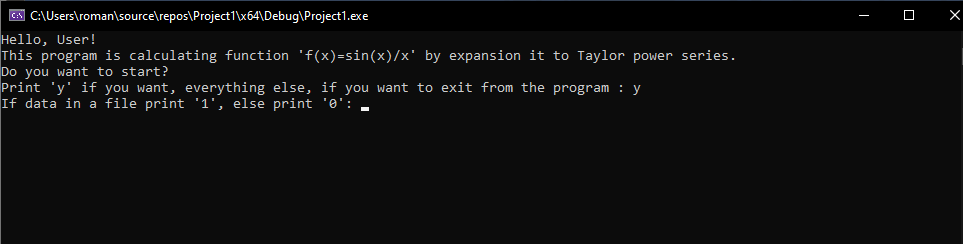 C:\Users\roman\source\repos\Project1\x64\Debug\Project1.exe
Hello, User!
This program is calculating function 'f(x)=sin(x)/x' by expansion it to Taylor power series.
Do you want to start?
Print 'y' if you want, everything else, if you want to exit from the program : y
If data in a file print '1', else print '0':